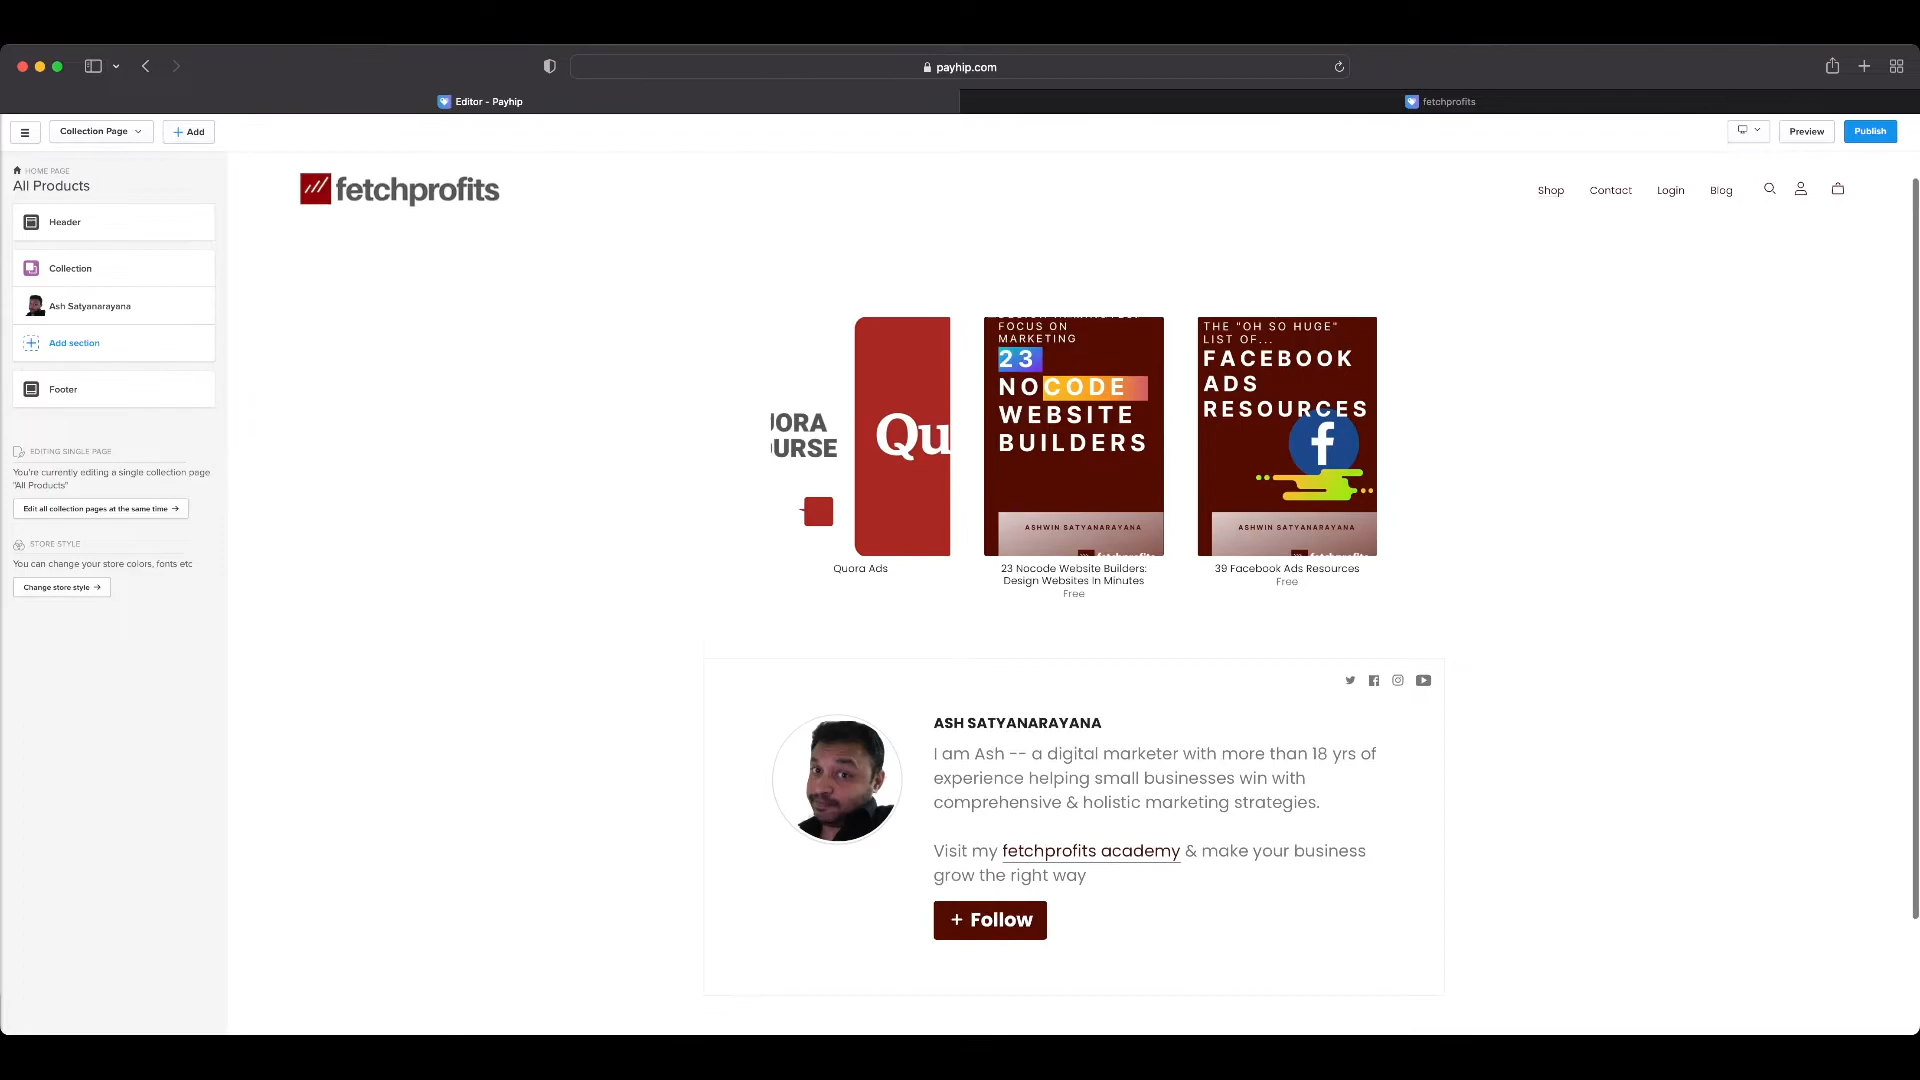 payhip.com
Editor - Payhip
fetchprofits
Collection Page
Add
Preview
Publish
HOME PAGE
All Products
Header
Collection
Ash Satyanarayana
Add section
Footer
EDITING SINGLE PAGE
You're currently editing a single collection page
"All Products"
Edit all collection pages at the same time →
STORE STYLE
You can change your store colors, fonts etc
Change store style →
fetchprofits
Shop
Contact
Login
Blog
Qu
Quora Ads
FOCUS ON
MARKETING
23
NOCODE
WEBSITE
BUILDERS
ASHWIN SATYANARAYANA
23 Nocode Website Builders:
Design Websites In Minutes
Free
THE "OH SO HUGE"
LIST OF...
FACEBOOK
ADS
RESOURCES
ASHWIN SATYANARAYANA
39 Facebook Ads Resources
Free
ASH SATYANARAYANA
I am Ash -- a digital marketer with more than 18 yrs of
experience helping small businesses win with
comprehensive & holistic marketing strategies.
Visit my fetchprofits academy & make your business
grow the right way
+ Follow